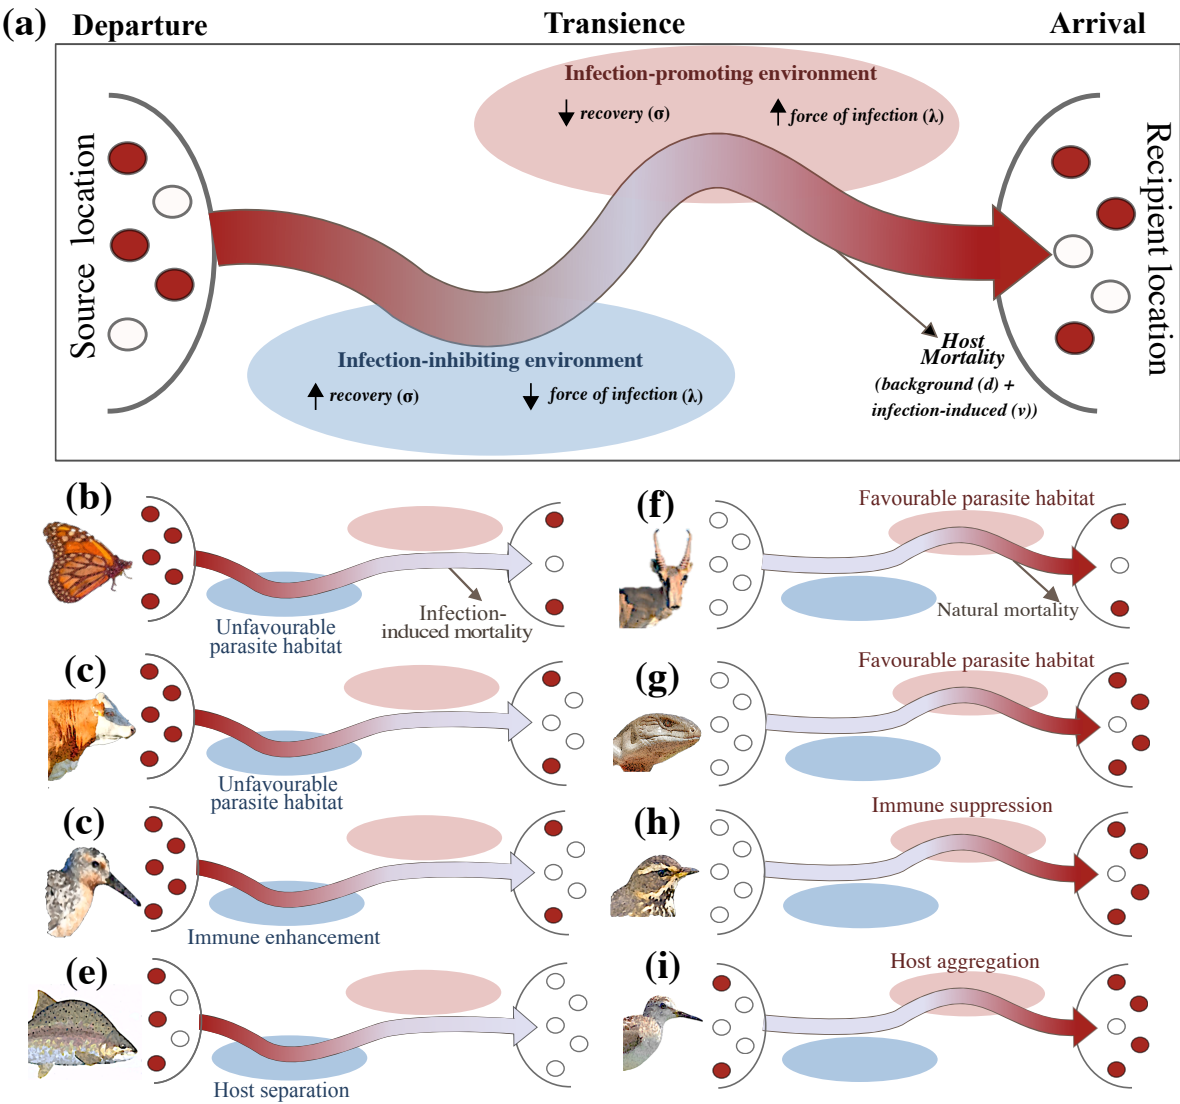 (a) Departure Transience Arrival
Infection-promoting environment
↓ recovery (σ) ↑ force of infection (λ)
Source location
Recipient location
Infection-inhibiting environment
↑ recovery (σ) ↓ force of infection (λ)
Host
Mortality
(background (d) +
infection-induced (v))
(b)
Unfavourable
parasite habitat
Infection-
induced mortality
(c)
Unfavourable
parasite habitat
(c)
Immune enhancement
(e)
Host separation
(f)
Favourable parasite habitat
Natural mortality
(g)
Favourable parasite habitat
(h)
Immune suppression
(i)
Host aggregation